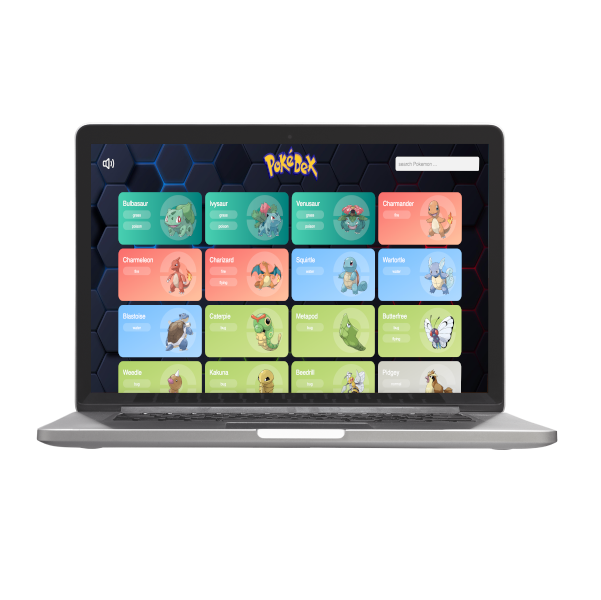 PokéDex
search Pokemon ...
Bulbasaur
grass
poison
Ivysaur
grass
poison
Venusaur
grass
poison
Charmander
fire
Charmeleon
fire
Charizard
fire
flying
Squirtle
water
Wartortle
water
Blastoise
water
Caterpie
bug
Metapod
bug
Butterfree
bug
flying
Weedle
bug
Kakuna
bug
Beedrill
bug
Pidgey
normal